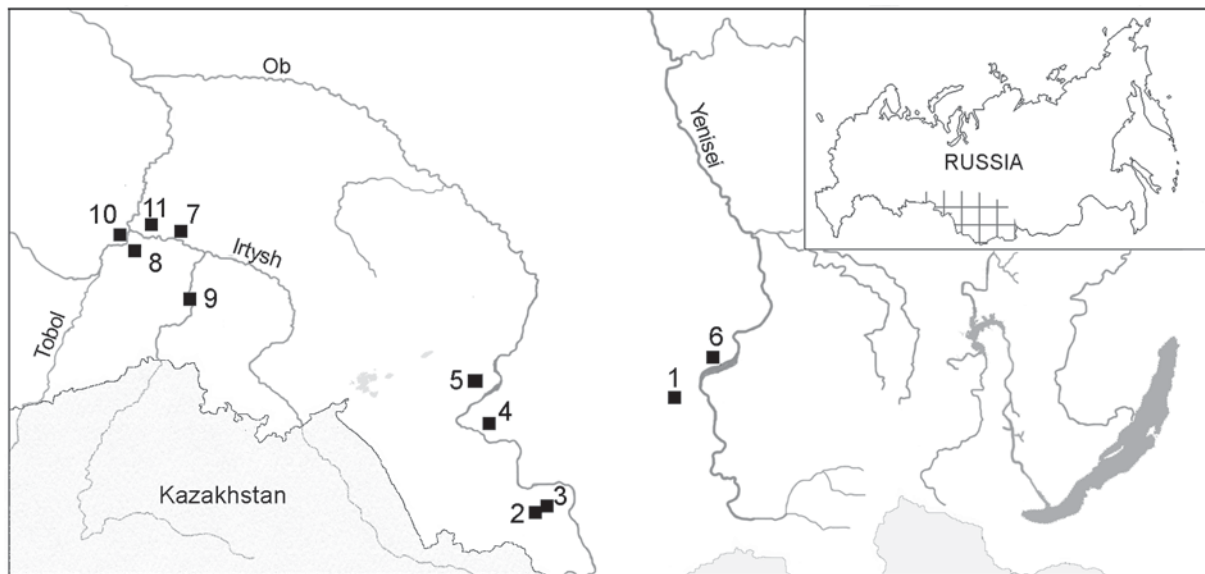 Ob
Yenisei
RUSSIA
10
11
7
8
Irtysh
9
Tobol
6
5
1
4
Kazakhstan
2
3